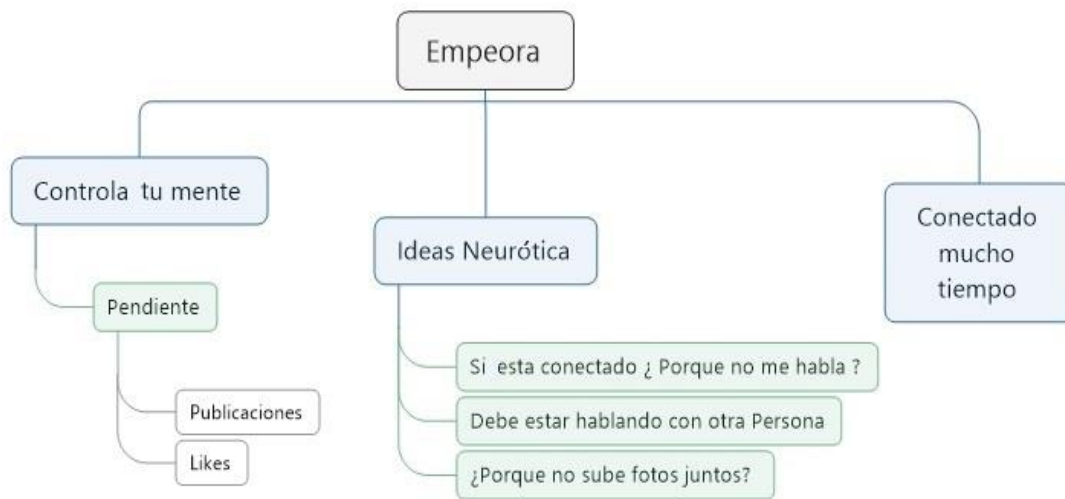 Empeora
Controla tu mente
Pendiente
Publicaciones
Likes
Ideas Neurótica
Si esta conectado ¿ Porque no me habla ?
Debe estar hablando con otra Persona
¿Porque no sube fotos juntos?
Conectado
mucho
tiempo